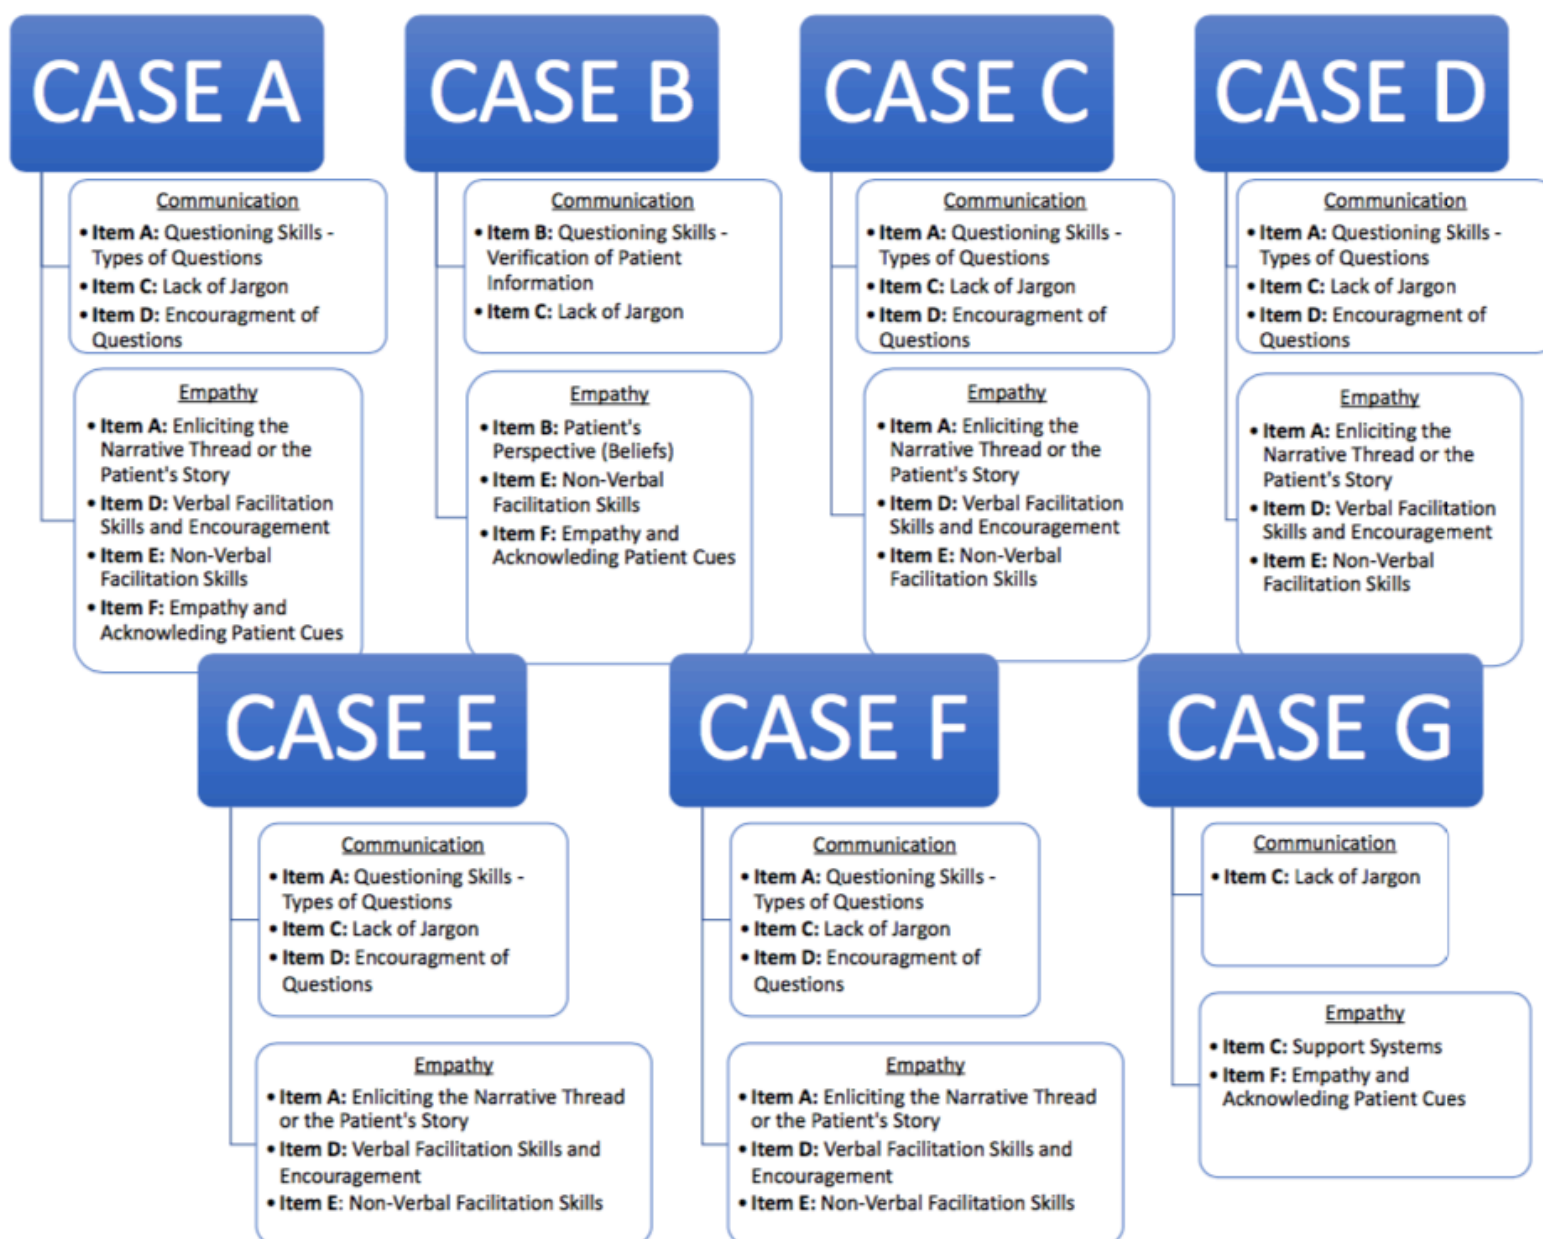 CASE A
Communication
• Item A: Questioning Skills -
Types of Questions
• Item C: Lack of Jargon
• Item D: Encouragment of
Questions
Empathy
• Item A: Enliciting the
Narrative Thread or the
Patient's Story
• Item D: Verbal Facilitation
Skills and Encouragement
• Item E: Non-Verbal
Facilitation Skills
• Item F: Empathy and
Acknowleding Patient Cues
CASE B
Communication
• Item B: Questioning Skills -
Verification of Patient
Information
• Item C: Lack of Jargon
Empathy
• Item B: Patient's
Perspective (Beliefs)
• Item E: Non-Verbal
Facilitation Skills
• Item F: Empathy and
Acknowleding Patient Cues
CASE C
Communication
• Item A: Questioning Skills -
Types of Questions
• Item C: Lack of Jargon
• Item D: Encouragment of
Questions
Empathy
• Item A: Enliciting the
Narrative Thread or the
Patient's Story
• Item D: Verbal Facilitation
Skills and Encouragement
• Item E: Non-Verbal
Facilitation Skills
CASE D
Communication
• Item A: Questioning Skills -
Types of Questions
• Item C: Lack of Jargon
• Item D: Encouragment of
Questions
Empathy
• Item A: Enliciting the
Narrative Thread or the
Patient's Story
• Item D: Verbal Facilitation
Skills and Encouragement
• Item E: Non-Verbal
Facilitation Skills
CASE E
Communication
• Item A: Questioning Skills -
Types of Questions
• Item C: Lack of Jargon
• Item D: Encouragment of
Questions
Empathy
• Item A: Enliciting the Narrative Thread
or the Patient's Story
• Item D: Verbal Facilitation Skills and
Encouragement
• Item E: Non-Verbal Facilitation Skills
CASE F
Communication
• Item A: Questioning Skills -
Types of Questions
• Item C: Lack of Jargon
• Item D: Encouragment of
Questions
Empathy
• Item A: Enliciting the Narrative Thread
or the Patient's Story
• Item D: Verbal Facilitation Skills and
Encouragement
• Item E: Non-Verbal Facilitation Skills
CASE G
Communication
• Item C: Lack of Jargon
Empathy
• Item C: Support Systems
• Item F: Empathy and
Acknowleding Patient Cues